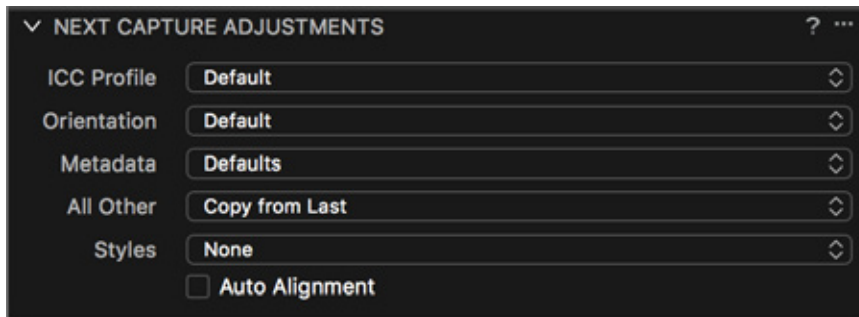 NEXT CAPTURE ADJUSTMENTS ? ...
ICC Profile Default
Orientation Default
Metadata Defaults
All Other Copy from Last
Styles None
Auto Alignment